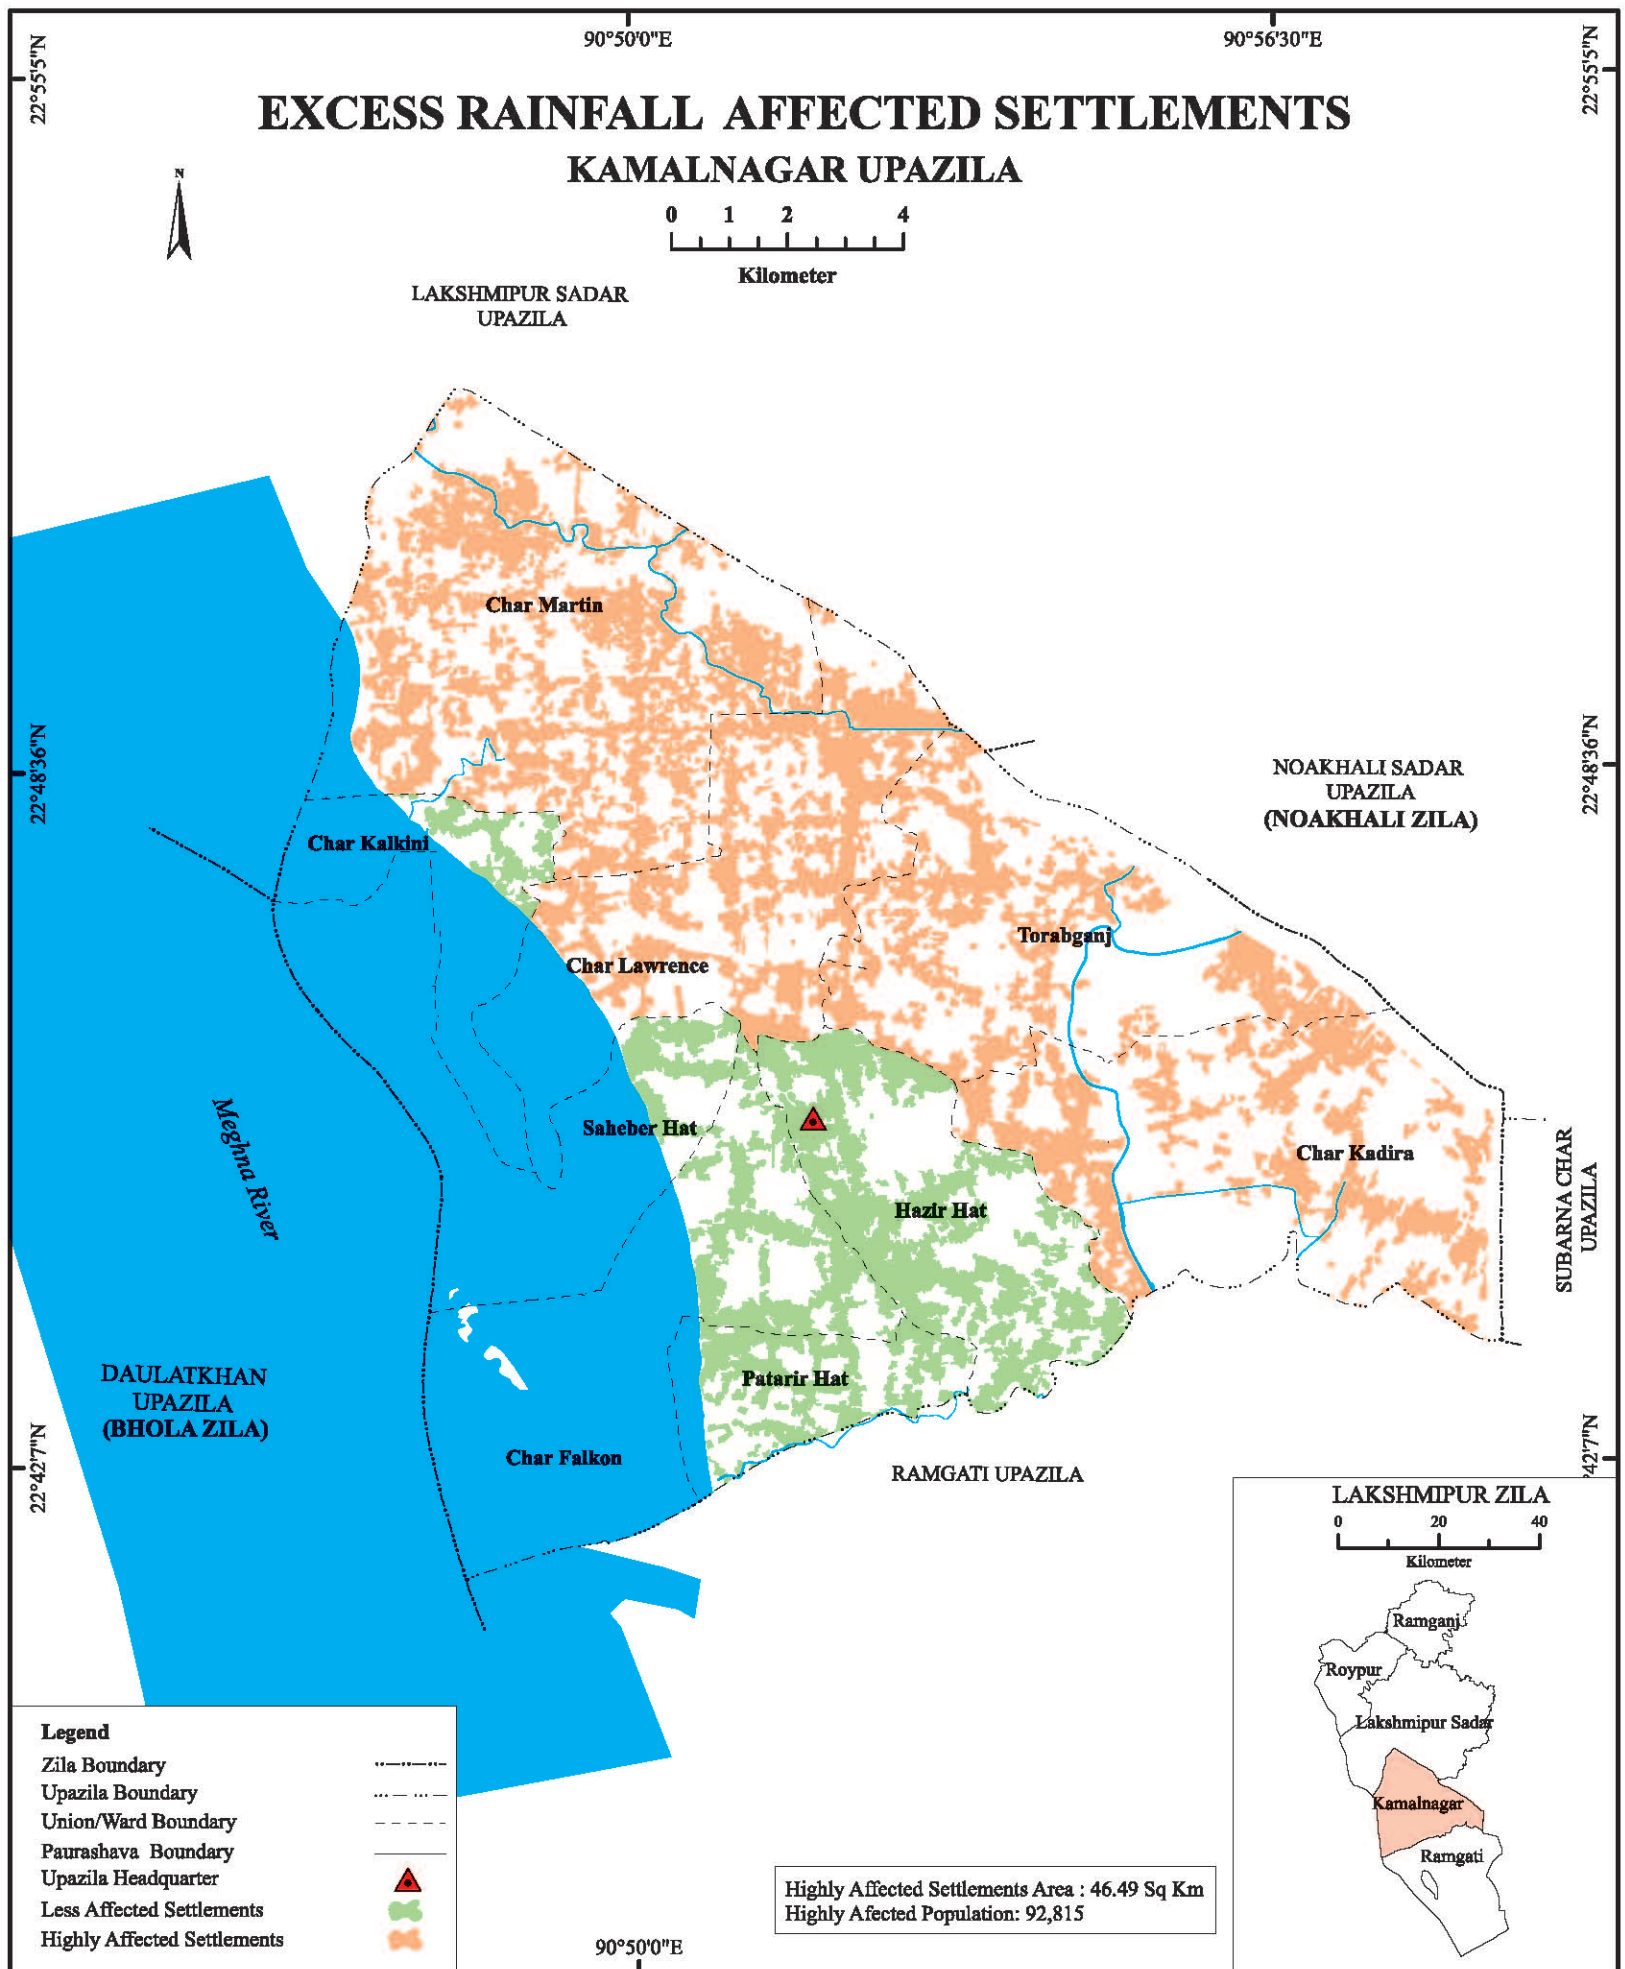 90°50'0"E
90°56'30"E
22°55'5"N
22°55'5"N
EXCESS RAINFALL AFFECTED SETTLEMENTS
KAMALNAGAR UPAZILA
N
0 1 2 4
Kilometer
LAKSHMIPUR SADAR
UPAZILA
Char Martin
22°48'36"N
22°48'36"N
NOAKHALI SADAR
UPAZILA
(NOAKHALI ZILA)
Char Kalkini
Torabganj
Char Lawrence
Meghna River
Saheber Hat
Char Kadira
SUBARNA CHAR
UPAZILA
Hazir Hat
DAULATKHAN
UPAZILA
(BHOLA ZILA)
Patarir Hat
Char Falkon
RAMGATI UPAZILA
22°42'7"N
°42'7"N
LAKSHMIPUR ZILA
0 20 40
Kilometer
Ramganj
Roypur
Lakshmipur Sadar
Kamalnagar
Ramgati
Legend
Zila Boundary
Upazila Boundary
Union/Ward Boundary
Paurashava Boundary
Upazila Headquarter
Less Affected Settlements
Highly Affected Settlements
Highly Affected Settlements Area : 46.49 Sq Km
Highly Afected Population: 92,815
90°50'0"E